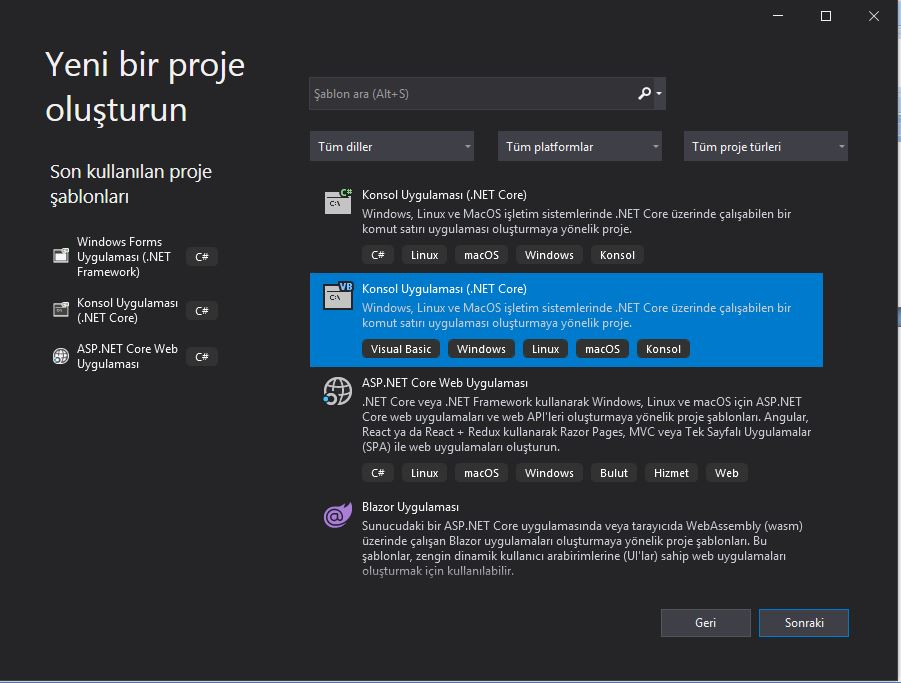 Yeni bir proje
oluşturun
Şablon ara (Alt+S)
Tüm diller
Tüm platformlar
Tüm proje türleri
Son kullanılan proje
şablonları
Windows Forms
Uygulaması (.NET
Framework)
C#
Konsol Uygulaması
(.NET Core)
C#
ASP.NET Core Web
Uygulaması
C#
C#
C:\
Konsol Uygulaması (.NET Core)
Windows, Linux ve MacOS işletim sistemlerinde .NET Core üzerinde çalışabilen bir
komut satırı uygulaması oluşturmaya yönelik proje.
C# Linux macOS Windows Konsol
VB
C:\
Konsol Uygulaması (.NET Core)
Windows, Linux ve MacOS işletim sistemlerinde .NET Core üzerinde çalışabilen bir
komut satırı uygulaması oluşturmaya yönelik proje.
Visual Basic Windows Linux macOS Konsol
ASP.NET Core Web Uygulaması
.NET Core veya .NET Framework kullanarak Windows, Linux ve macOS için ASP.NET
Core web uygulamaları ve web API'leri oluşturmaya yönelik proje şablonları. Angular,
React ya da React + Redux kullanarak Razor Pages, MVC veya Tek Sayfalı Uygulamalar
(SPA) ile web uygulamaları oluşturun.
C# Linux macOS Windows Bulut Hizmet Web
Blazor Uygulaması
Sunucudaki bir ASP.NET Core uygulamasında veya tarayıcıda WebAssembly (wasm)
üzerinde çalışan Blazor uygulamaları oluşturmaya yönelik proje şablonları. Bu
şablonlar, zengin dinamik kullanıcı arabirimlerine (UI'lar) sahip web uygulamaları
oluşturmak için kullanılabilir.
Geri
Sonraki